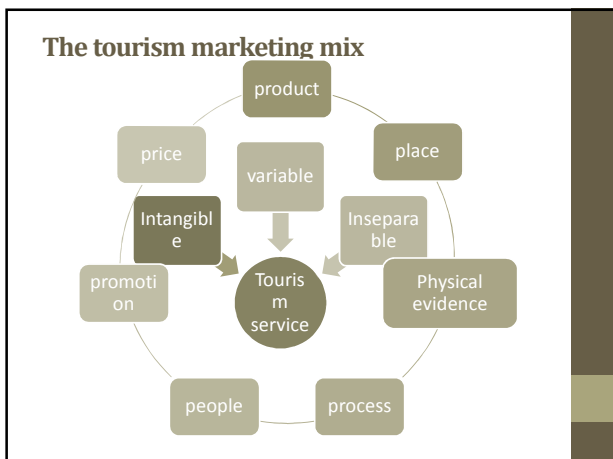 The tourism marketing mix
product
price
place
variable
Intangibl
e
Insepara
ble
promoti
on
Touris
m
service
Physical
evidence
people
process